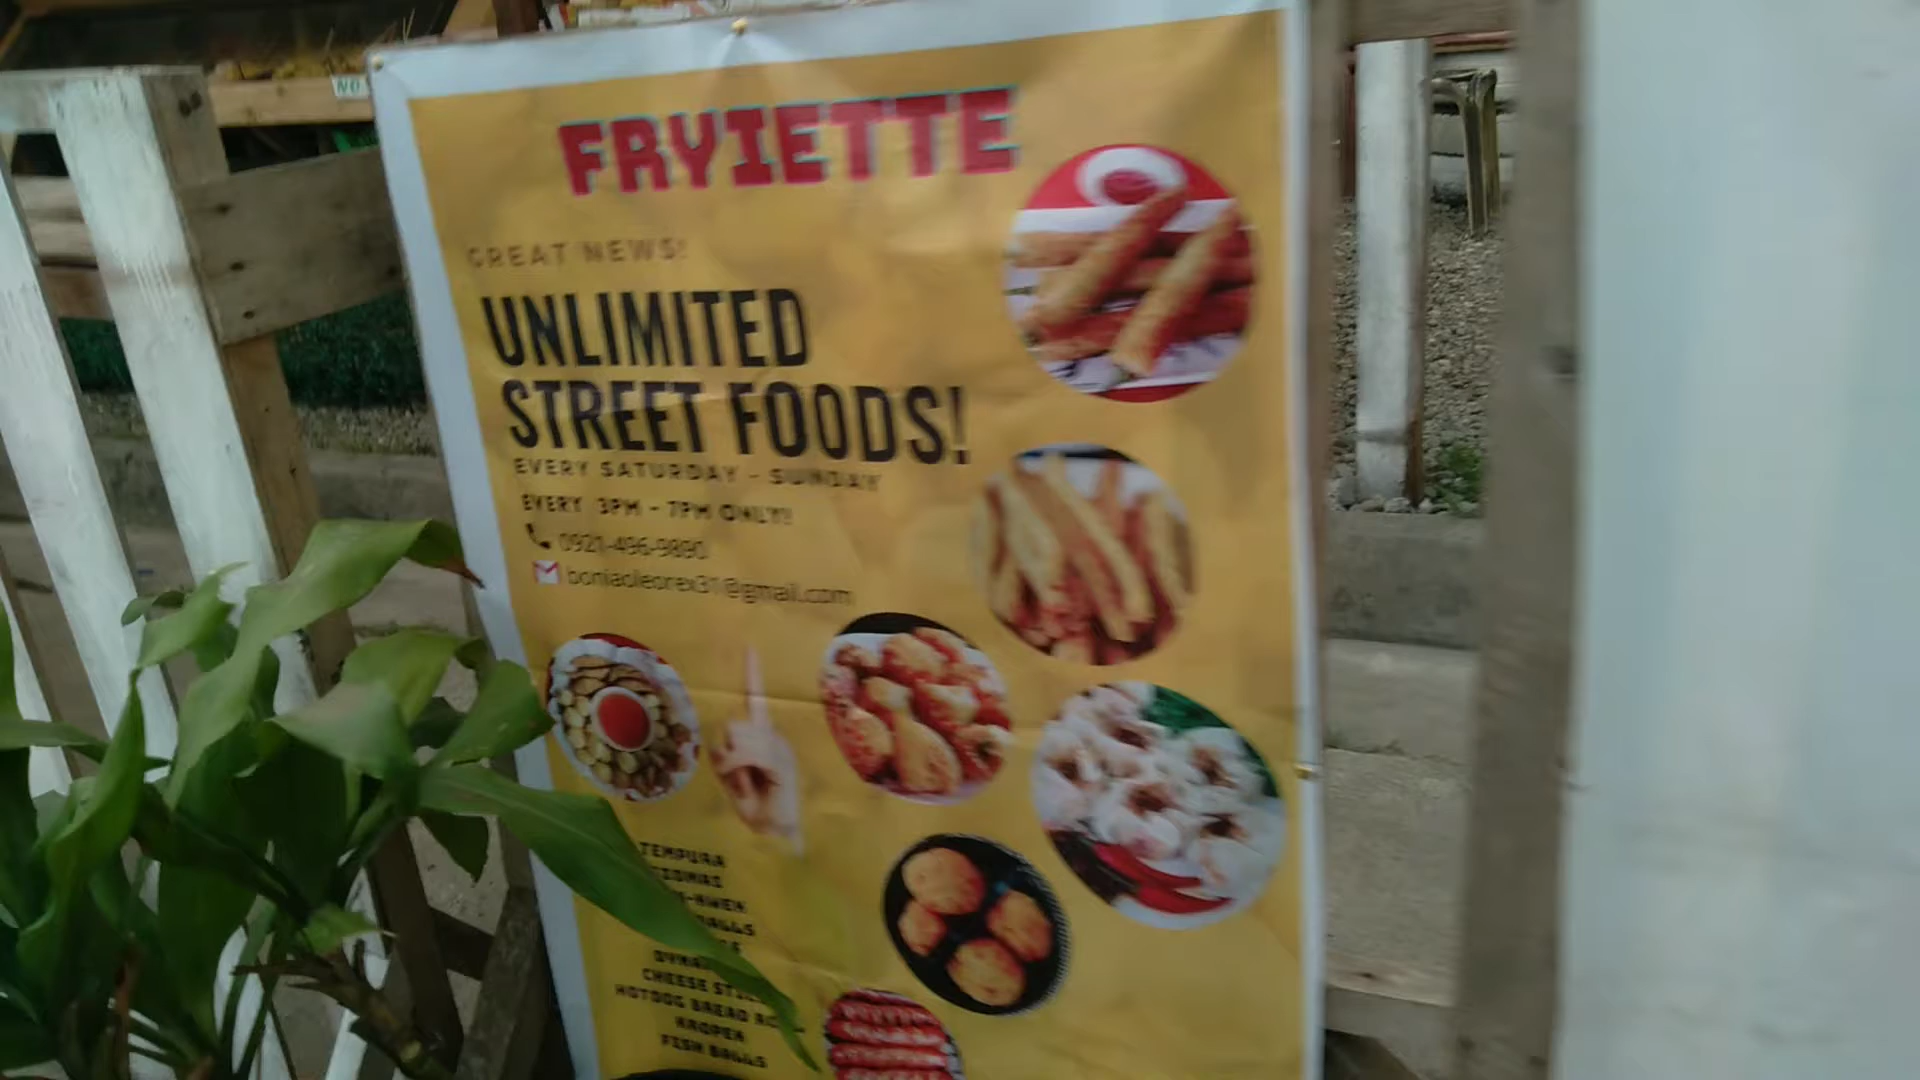 NO
FRYIETTE
GREAT NEWS!
UNLIMITED
STREET FOODS!
EVERY SATURDAY - SUNDAY
EVERY 3PM - 7PM ONLY!
0921-496-9890
TEMPURA
CHEESE
HOTDOG BREAD
KROPEK
FISH BALLS